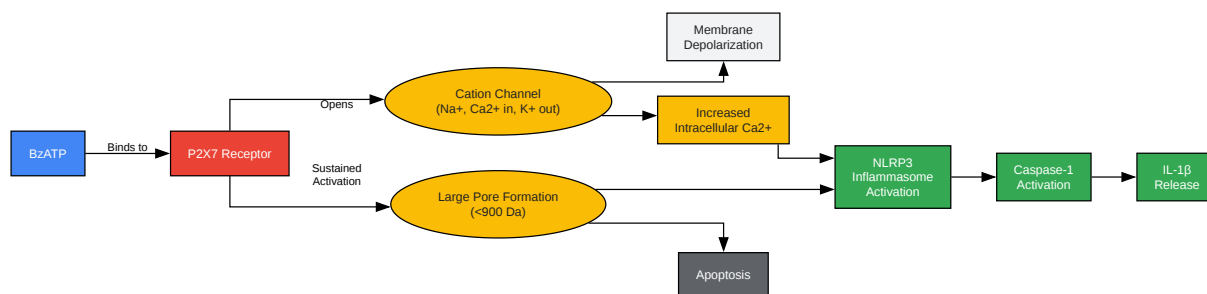 Membrane
Depolarization
Cation Channel
(Na+, Ca2+ in, K+ out)
Opens
Increased
Intracellular Ca2+
BzATP
Binds to
P2X7 Receptor
Sustained
Activation
NLRP3
Inflammasome
Activation
Caspase-1
Activation
IL-1β
Release
Large Pore Formation
(<900 Da)
Apoptosis